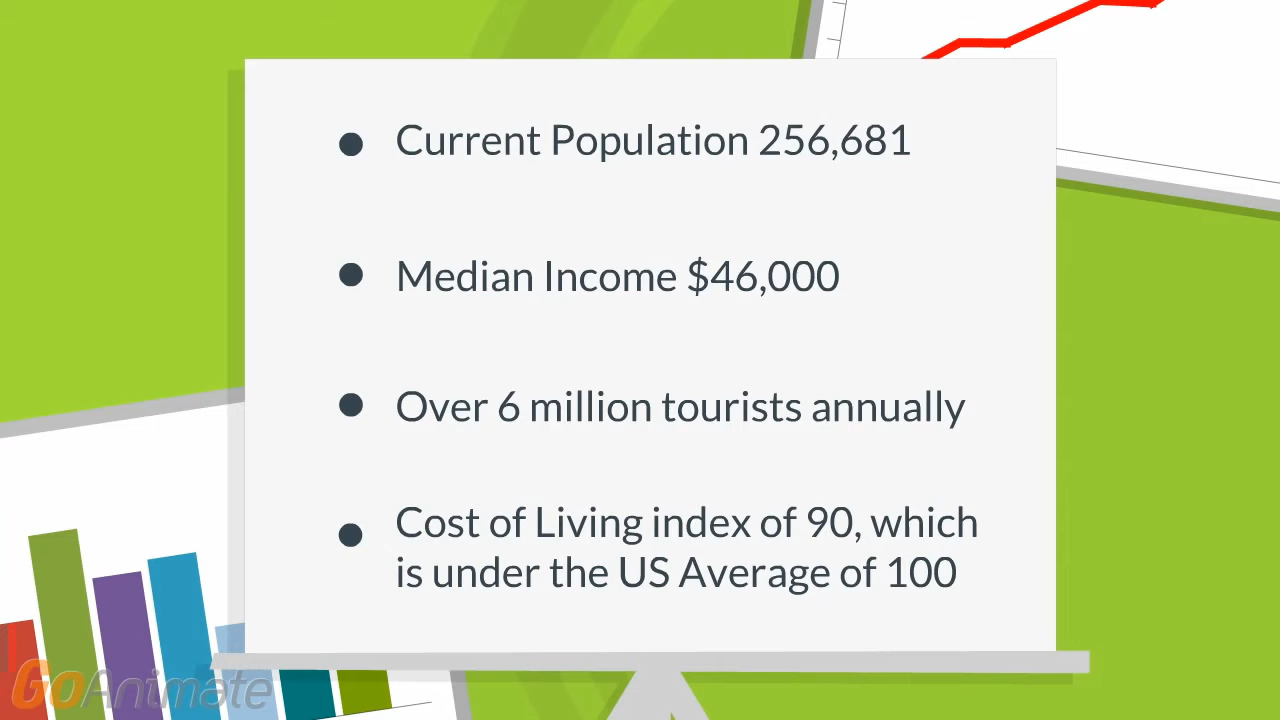 Current Population 256,681
Median Income $46,000
Over 6 million tourists annually
Cost of Living index of 90, which
is under the US Average of 100
GoAnimate